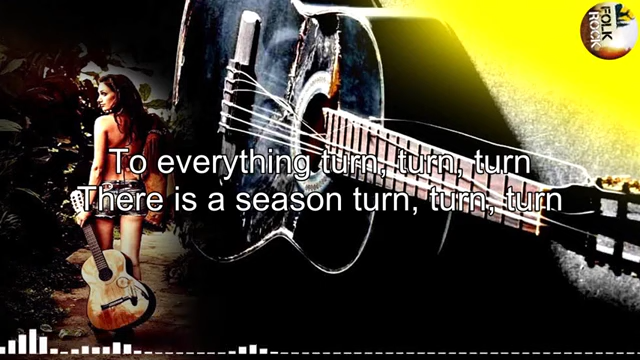 FOLK
ROCK
To everything turn, turn, turn
There is a season turn, turn, turn